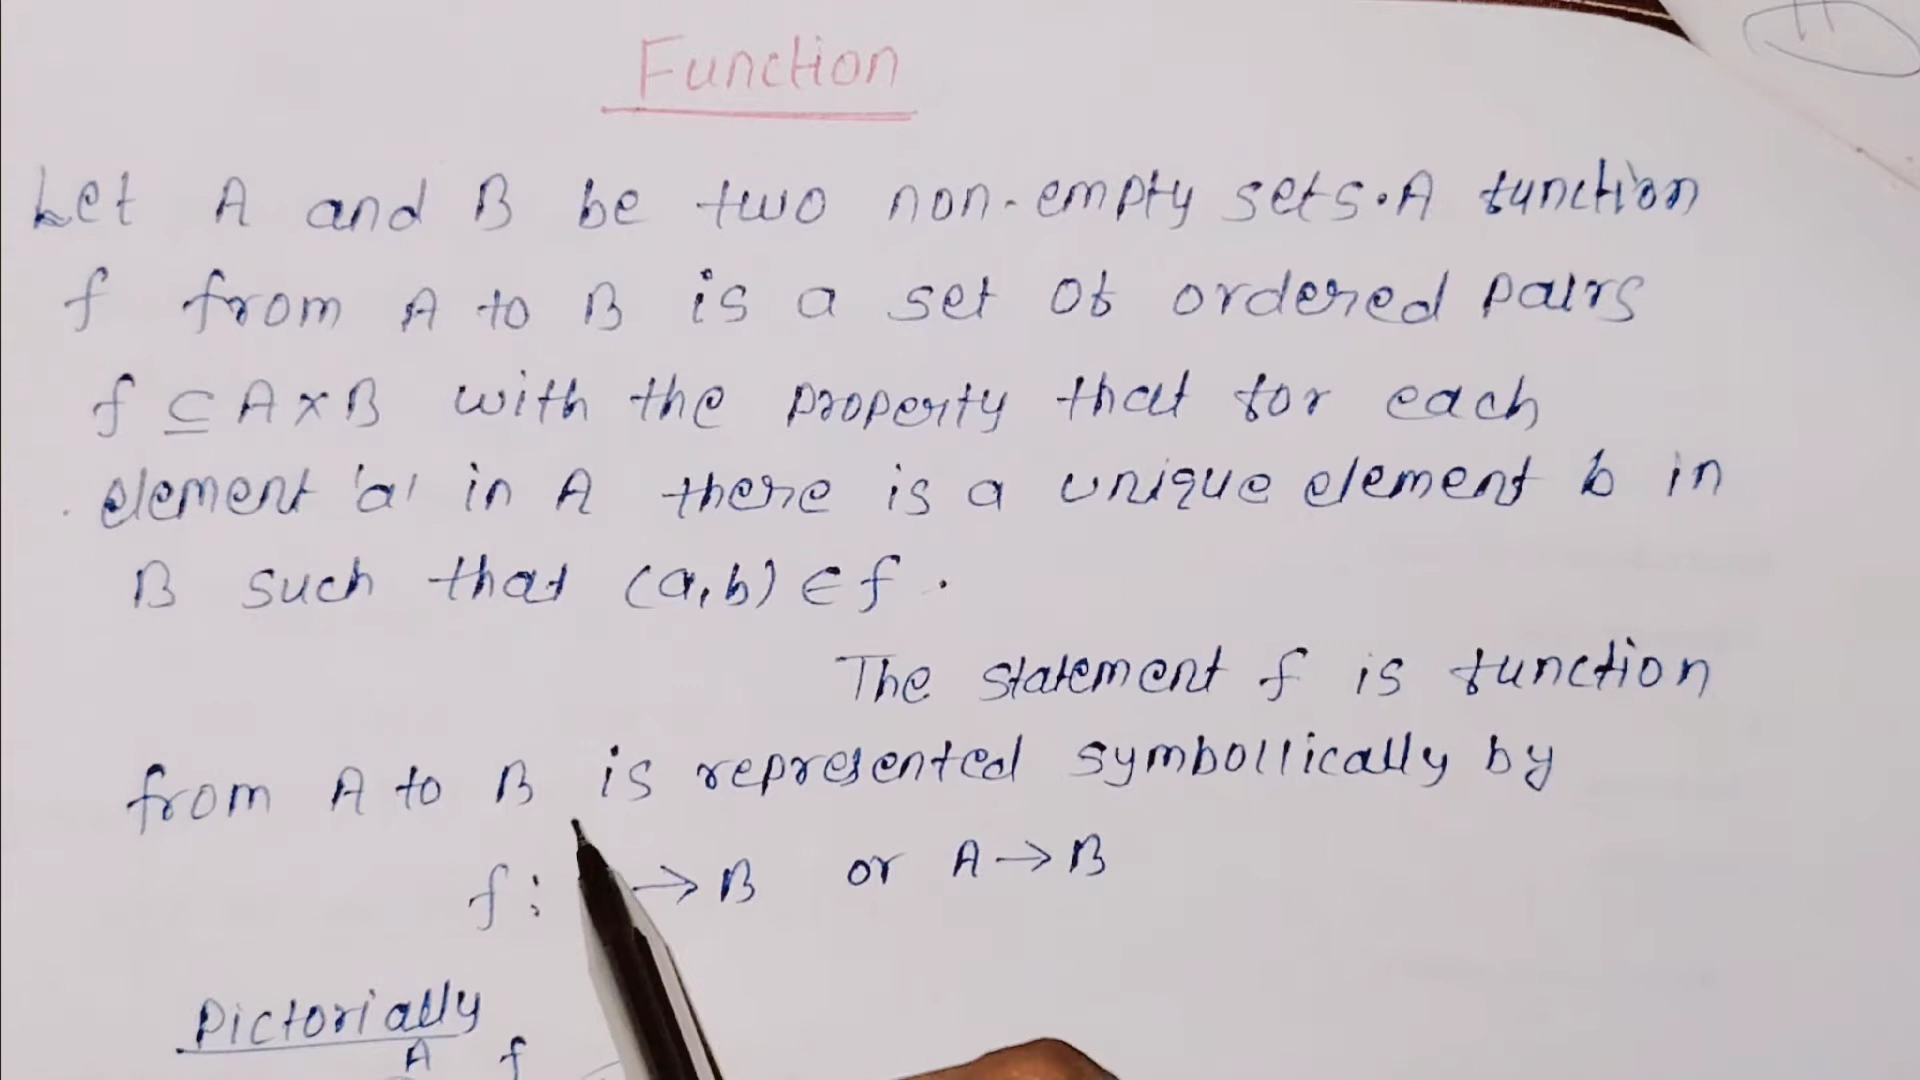 Function
Let A and B be two non-empty sets. A function
f from A to B is a set of ordered pairs
f ⊆ A×B with the property that for each
element 'a' in A there is a unique element b in
B such that (a,b) ∈ f.
The statement f is function
from A to B is represented symbollically by
f: → B or A → B
Pictorially
A f